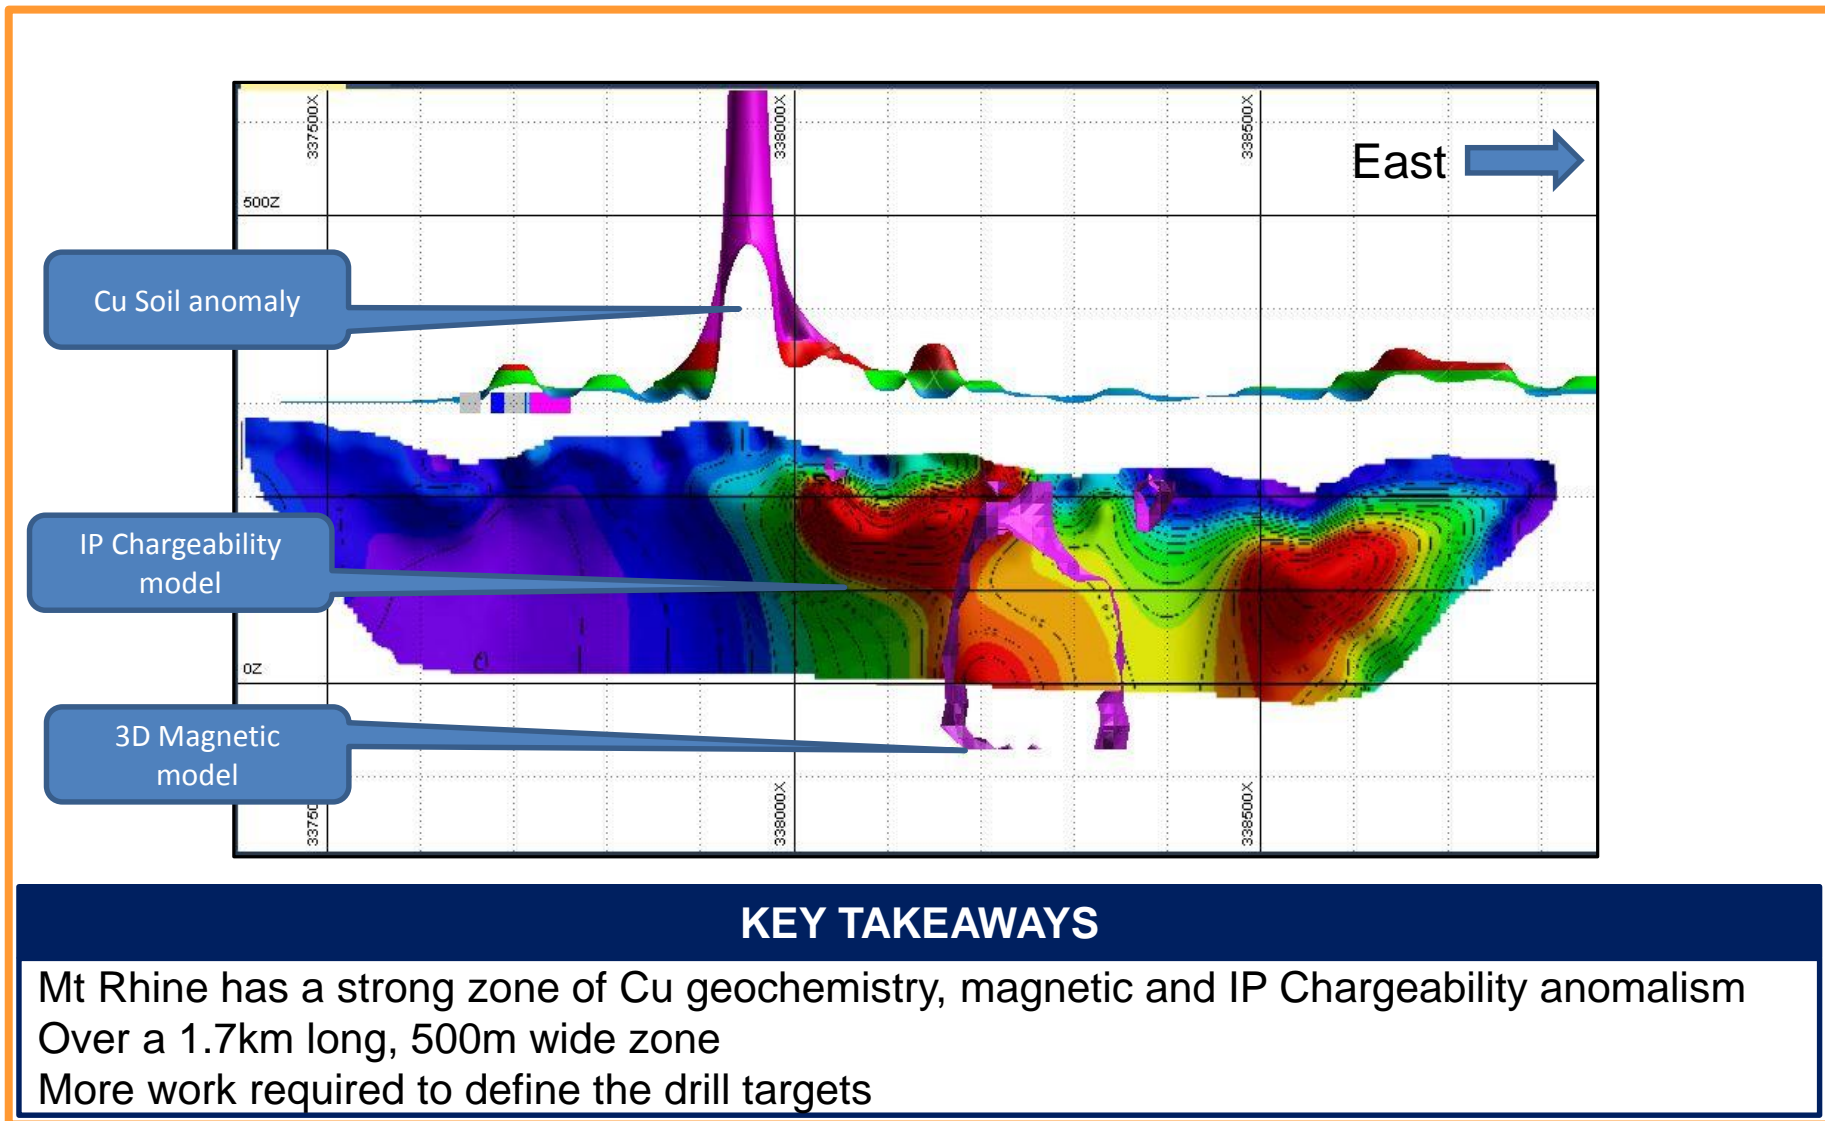 337500X
338000X
338500X
East
500Z
Cu Soil anomaly
IP Chargeability
model
0Z
3D Magnetic
model
33750
338000X
338500X
KEY TAKEAWAYS
Mt Rhine has a strong zone of Cu geochemistry, magnetic and IP Chargeability anomalism
Over a 1.7km long, 500m wide zone
More work required to define the drill targets